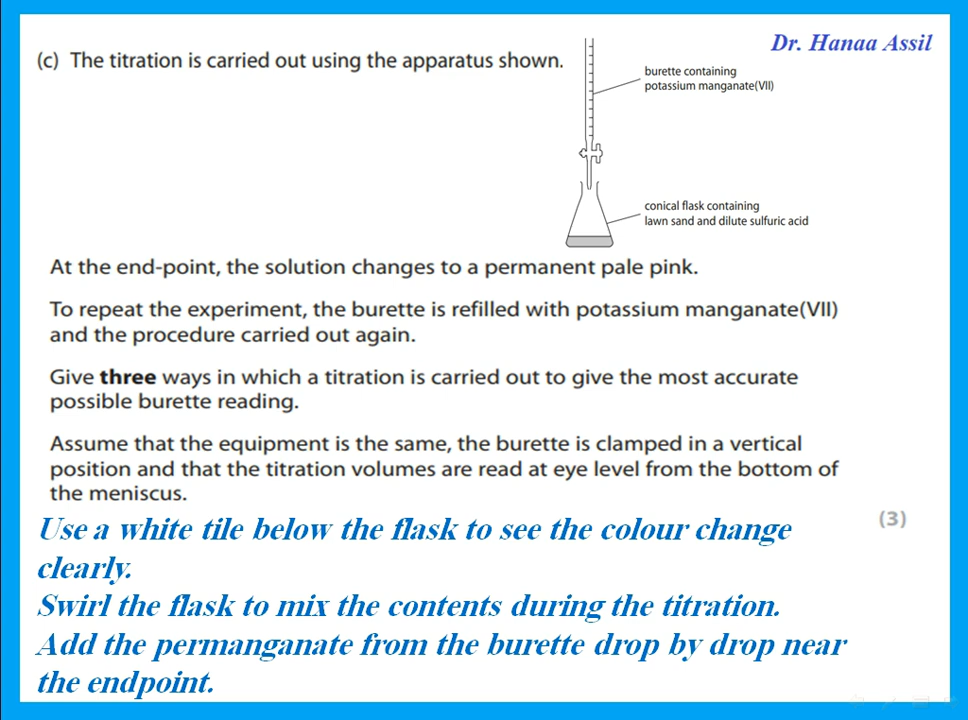 Dr. Hanaa Assil
(c) The titration is carried out using the apparatus shown.
burette containing
potassium manganate(VII)
conical flask containing
lawn sand and dilute sulfuric acid
At the end-point, the solution changes to a permanent pale pink.
To repeat the experiment, the burette is refilled with potassium manganate(VII)
and the procedure carried out again.
Give three ways in which a titration is carried out to give the most accurate
possible burette reading.
Assume that the equipment is the same, the burette is clamped in a vertical
position and that the titration volumes are read at eye level from the bottom of
the meniscus.
(3)
Use a white tile below the flask to see the colour change
clearly.
Swirl the flask to mix the contents during the titration.
Add the permanganate from the burette drop by drop near
the endpoint.